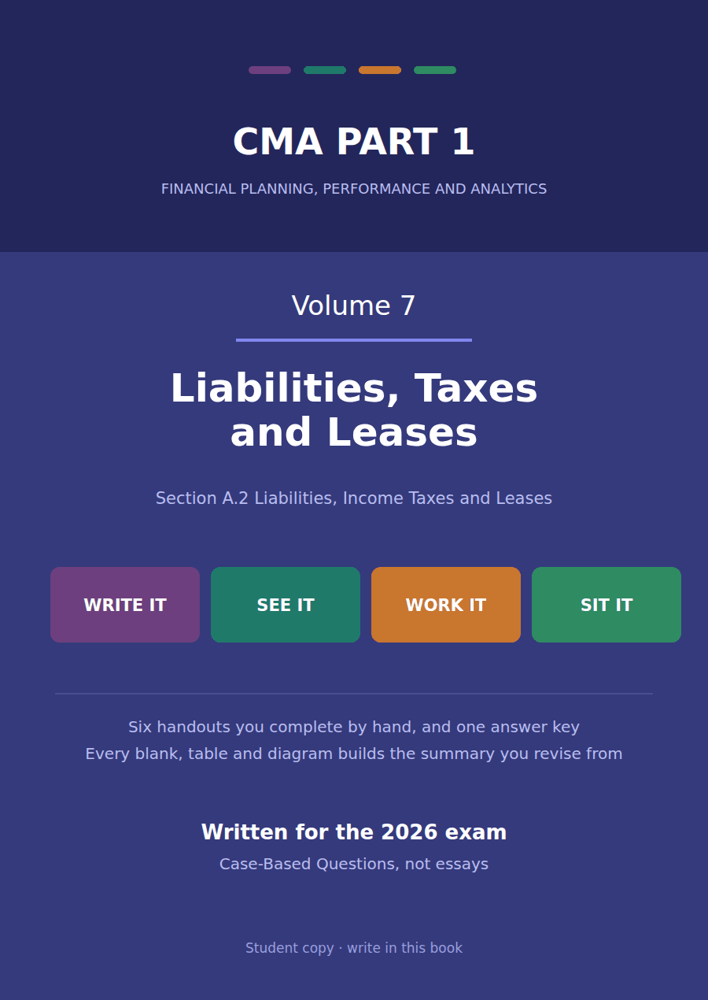 CMA PART 1
FINANCIAL PLANNING, PERFORMANCE AND ANALYTICS
Volume 7
Liabilities, Taxes
and Leases
Section A.2 Liabilities, Income Taxes and Leases
WRITE IT
SEE IT
WORK IT
SIT IT
Six handouts you complete by hand, and one answer key
Every blank, table and diagram builds the summary you revise from
Written for the 2026 exam
Case-Based Questions, not essays
Student copy · write in this book